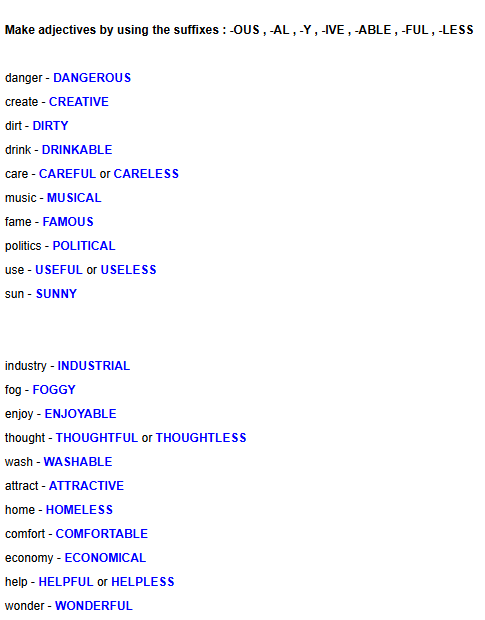 Make adjectives by using the suffixes : -OUS , -AL , -Y , -IVE , -ABLE , -FUL , -LESS
danger - DANGEROUS
create - CREATIVE
dirt - DIRTY
drink - DRINKABLE
care - CAREFUL or CARELESS
music - MUSICAL
fame - FAMOUS
politics - POLITICAL
use - USEFUL or USELESS
sun - SUNNY
industry - INDUSTRIAL
fog - FOGGY
enjoy - ENJOYABLE
thought - THOUGHTFUL or THOUGHTLESS
wash - WASHABLE
attract - ATTRACTIVE
home - HOMELESS
comfort - COMFORTABLE
economy - ECONOMICAL
help - HELPFUL or HELPLESS
wonder - WONDERFUL